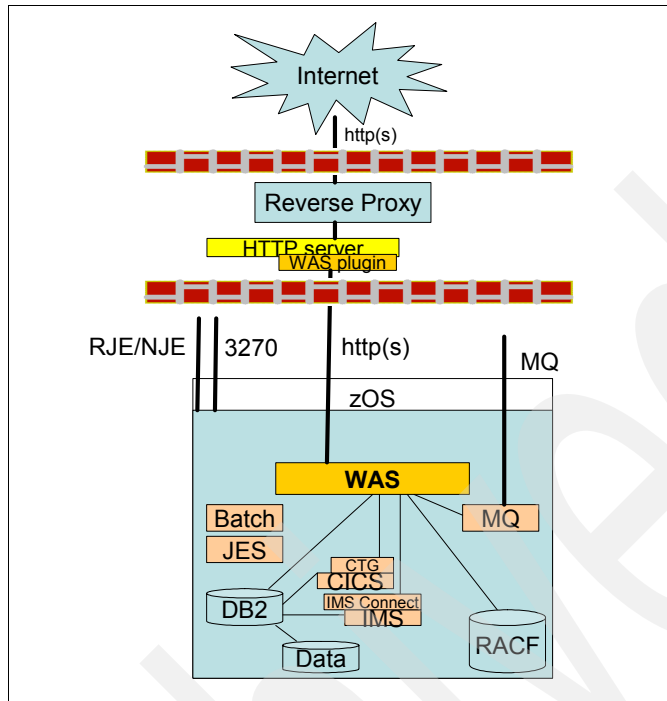 Internet
http(s)
Reverse Proxy
HTTP server
WAS plugin
RJE/NJE
3270
http(s)
MQ
zOS
WAS
Batch
MQ
JES
CTG
CICS
DB2
IMS Connect
IMS
RACF
Data